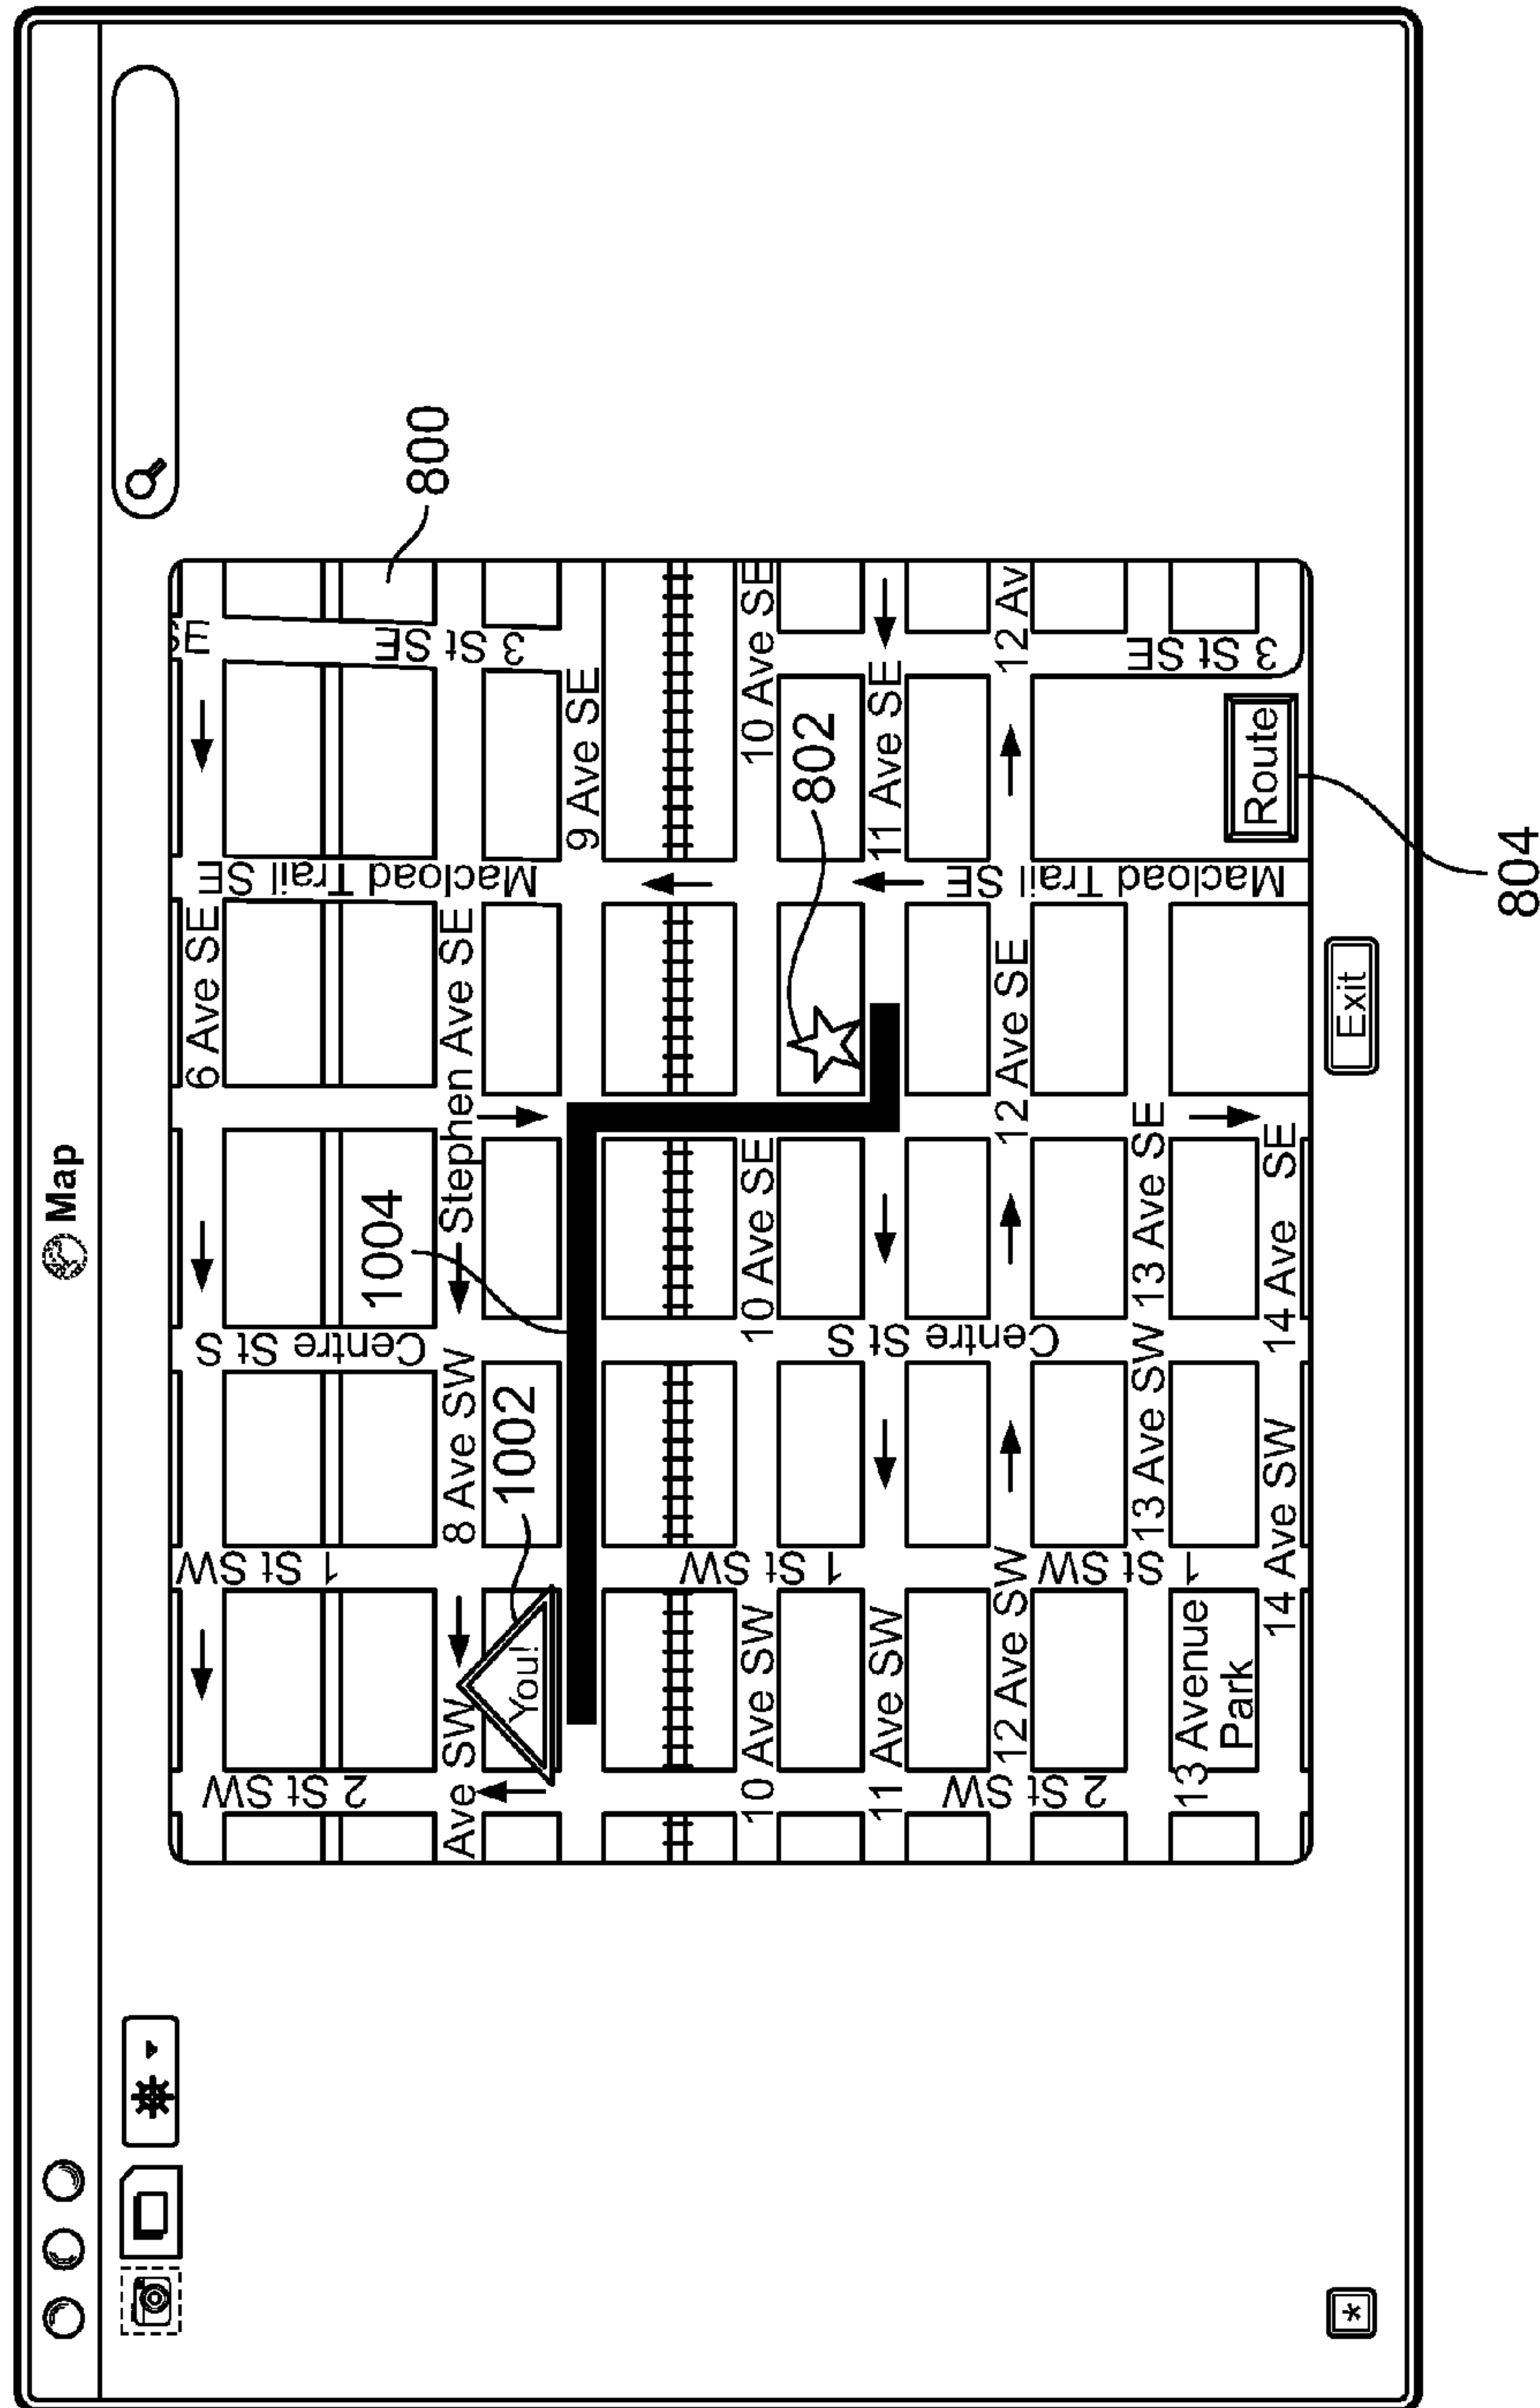 Map
SE
6 Ave SE
2 St SW
1 St SW
Centre St S
Macload Trail SE
3 St SE
1004
800
Ave SW
8 Ave SW
Stephen Ave SE
You!
1002
9 Ave SE
1 St SW
10 Ave SW
10 Ave SE
10 Ave SE
802
11 Ave SW
Centre St S
11 Ave SE
2 St SW
12 Ave SW
1 St SW
12 Ave SE
Macload Trail SE
12 Av
3 St SE
13 Ave SW
13 Ave SE
13 Avenue
Park
Route
14 Ave SW
14 Ave SE
*
Exit
804